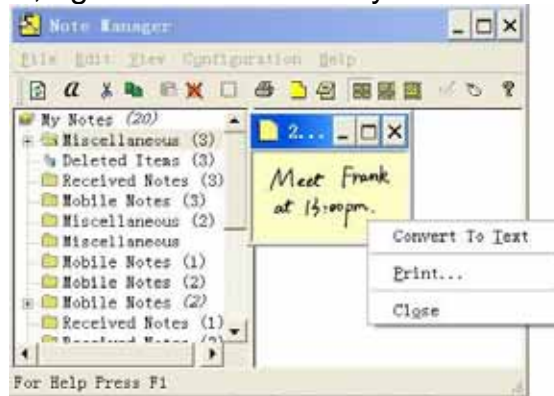 Note Manager
File Edit View Configuration Help
My Notes (20)
Miscellaneous (3)
Deleted Items (3)
Received Notes (3)
Mobile Notes (3)
Miscellaneous (2)
Miscellaneous
Mobile Notes (1)
Mobile Notes (2)
Mobile Notes (2)
Received Notes (1)
2...
Meet Frank
at 15:00pm.
Convert To Text
Print...
Close
For Help Press F1